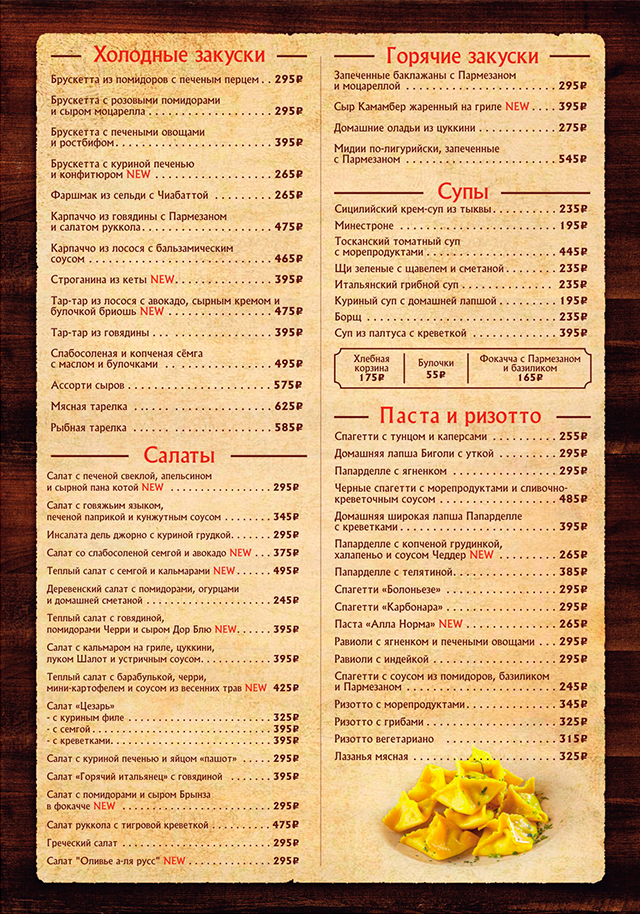 Холодные закуски
Брускетта из помидоров с печеным перцем . . 295₽
Брускетта с розовыми помидорами
и сыром моцарелла . . . . . . . . . . . . . . . . . . . 295₽
Брускетта с печеными овощами
и ростбифом. . . . . . . . . . . . . . . . . . . . . . . 395₽
Брускетта с куриной печенью
и конфитюром NEW . . . . . . . . . . . . . . . . . . 265₽
Фаршмак из сельди с Чиабаттой . . . . . . . . . . 265₽
Карпаччо из говядины с Пармезаном
и салатом руккола. . . . . . . . . . . . . . . . . . . . 475₽
Карпаччо из лосося с бальзамическим
соусом . . . . . . . . . . . . . . . . . . . . . . . . . . . 465₽
Строганина из кеты NEW. . . . . . . . . . . . . . . . 395₽
Тар-тар из лосося с авокадо, сырным кремом и
булочкой бриошь NEW . . . . . . . . . . . . . . . . 475₽
Тар-тар из говядины . . . . . . . . . . . . . . . . . . . 395₽
Слабосоленая и копченая сёмга
с маслом и булочками . . . . . . . . . . . . . . . . . 495₽
Ассорти сыров . . . . . . . . . . . . . . . . . . . . . . . 575₽
Мясная тарелка . . . . . . . . . . . . . . . . . . . . . . 625₽
Рыбная тарелка . . . . . . . . . . . . . . . . . . . . . . 585₽
Салаты
Салат с печеной свеклой, апельсином
и сырной пана котой NEW . . . . . . . . . . . . . . . 295₽
Салат с говяжьим языком,
печеной паприкой и кунжутным соусом . . . . . . . . 345₽
Инсалата дель джорно с куриной грудкой. . . . . . . 295₽
Салат со слабосоленой семгой и авокадо NEW . . . 375₽
Теплый салат с семгой и кальмарами NEW. . . . . . 495₽
Деревенский салат с помидорами, огурцами
и домашней сметаной . . . . . . . . . . . . . . . . . . . 245₽
Теплый салат с говядиной,
помидорами Черри и сыром Дор Блю NEW. . . . . . 395₽
Салат с кальмаром на гриле, цуккини,
луком Шалот и устричным соусом. . . . . . . . . . . . 395₽
Теплый салат с барабулькой, черри,
мини-картофелем и соусом из весенних трав NEW 425₽
Салат «Цезарь»
- с куриным филе . . . . . . . . . . . . . . . . . . . . . . 325₽
- с семгой . . . . . . . . . . . . . . . . . . . . . . . . . . . 395₽
- с креветками. . . . . . . . . . . . . . . . . . . . . . . . . 395₽
Салат с куриной печенью и яйцом «пашот» . . . . . 295₽
Салат «Горячий итальянец» с говядиной . . . . . . . 395₽
Салат с помидорами и сыром Брынза
в фокачче NEW . . . . . . . . . . . . . . . . . . . . . . . 295₽
Салат руккола с тигровой креветкой . . . . . . . . . . 475₽
Греческий салат . . . . . . . . . . . . . . . . . . . . . . . 295₽
Салат "Оливье а-ля русс" NEW . . . . . . . . . . . . . 295₽
Горячие закуски
Запеченные баклажаны с Пармезаном
и моцареллой . . . . . . . . . . . . . . . . . . . . . . . 295₽
Сыр Камамбер жаренный на гриле NEW . . . . 395₽
Домашние оладьи из цуккини . . . . . . . . . . . . 275₽
Мидии по-лигурийски, запеченные
с Пармезаном . . . . . . . . . . . . . . . . . . . . . . . 545₽
Супы
Сицилийский крем-суп из тыквы. . . . . . . . . . 235₽
Минестроне . . . . . . . . . . . . . . . . . . . . . . . . 195₽
Тосканский томатный суп
с морепродуктами . . . . . . . . . . . . . . . . . . . . 445₽
Щи зеленые с щавелем и сметаной . . . . . . . . 235₽
Итальянский грибной суп . . . . . . . . . . . . . . . 235₽
Куриный суп с домашней лапшой . . . . . . . . . 195₽
Борщ . . . . . . . . . . . . . . . . . . . . . . . . . . . . . 235₽
Суп из палтуса с креветкой . . . . . . . . . . . . . 395₽
Хлебная
корзина
175₽
Булочки
55₽
Фокачча с Пармезаном
и базиликом
165₽
Паста и ризотто
Спагетти с тунцом и каперсами . . . . . . . . . . . 255₽
Домашняя лапша Биголи с уткой . . . . . . . . . . 295₽
Папарделле с ягненком . . . . . . . . . . . . . . . . . 295₽
Черные спагетти с морепродуктами и сливочно-
креветочным соусом . . . . . . . . . . . . . . . . . . . 485₽
Домашняя широкая лапша Папарделле
с креветками. . . . . . . . . . . . . . . . . . . . . . . . 395₽
Папарделле с копченой грудинкой,
халапеньо и соусом Чеддер NEW . . . . . . . . . . 265₽
Папарделле с телятиной. . . . . . . . . . . . . . . . . 385₽
Спагетти «Болоньезе» . . . . . . . . . . . . . . . . . . 295₽
Спагетти «Карбонара» . . . . . . . . . . . . . . . . . . 295₽
Паста «Алла Норма» NEW . . . . . . . . . . . . . . . 265₽
Равиоли с ягненком и печеными овощами . . . . 295₽
Равиоли с индейкой . . . . . . . . . . . . . . . . . . . 295₽
Спагетти с соусом из помидоров, базиликом
и Пармезаном . . . . . . . . . . . . . . . . . . . . . . . 245₽
Ризотто с морепродуктами. . . . . . . . . . . . . . . 345₽
Ризотто с грибами . . . . . . . . . . . . . . . . . . . . 325₽
Ризотто вегетариано . . . . . . . . . . . . . . . . . . . 315₽
Лазанья мясная . . . . . . . . . . . . . . . . . . . . . . 325₽